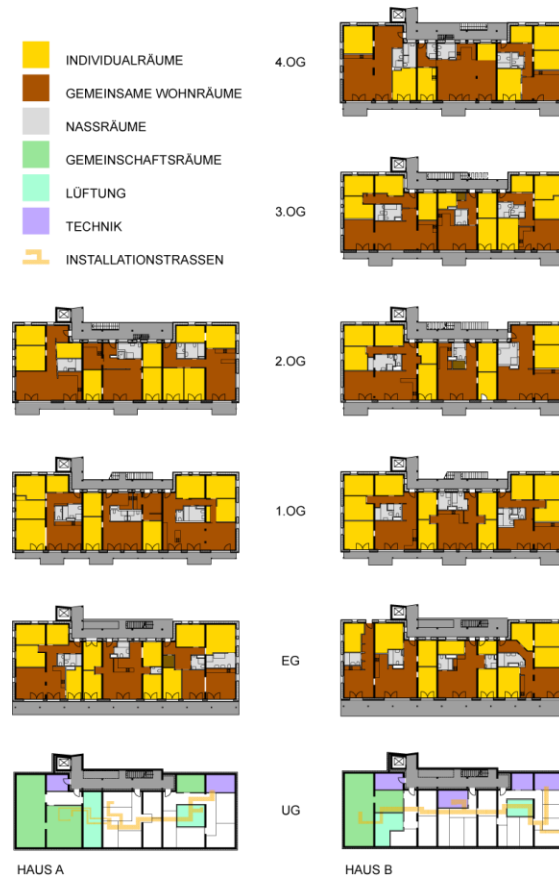 4.OG
INDIVIDUALRÄUME
GEMEINSAME WOHNRÄUME
NASSRÄUME
GEMEINSCHAFTSRÄUME
LÜFTUNG
TECHNIK
INSTALLATIONSTRASSEN
3.OG
2.OG
1.OG
EG
UG
HAUS A
HAUS B